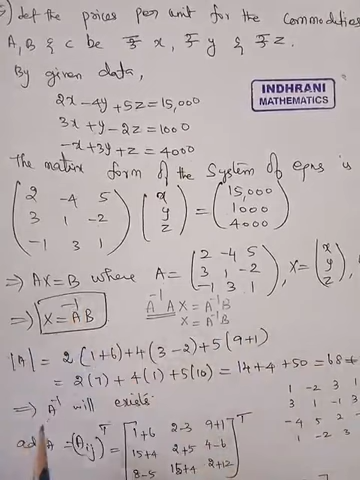 Let the prices per unit for the commodities
A, B & C be ₹ x, ₹ y & ₹ z.
By given data,
INDHRANI
MATHEMATICS
2x-4y+5z=15,000
3x+y-2z=1000
-x+3y+z=4000
The matrix form of the System of eqns is
(2 -4 5
3 1 -2
-1 3 1) (x
y
z) = (15,000
1000
4000)
⇒ AX=B where A = (2 -4 5
3 1 -2
-1 3 1), X = (x
y
z),
⇒ X=A⁻¹B
A⁻¹AX=A⁻¹B
X=A⁻¹B
|A| = 2(1+6)+4(3-2)+5(9+1)
= 2(7)+4(1)+5(10)=14+4+50=68≠
⇒ A⁻¹ will exists
1 -2 3 1
3 1 -1 3
-4 5 2 -
1 -2 3
adj A = (Aij)ᵀ = [1+6 2-3 9+1
15+4 2+5 4-6
8-5 15+4 2+12]ᵀ